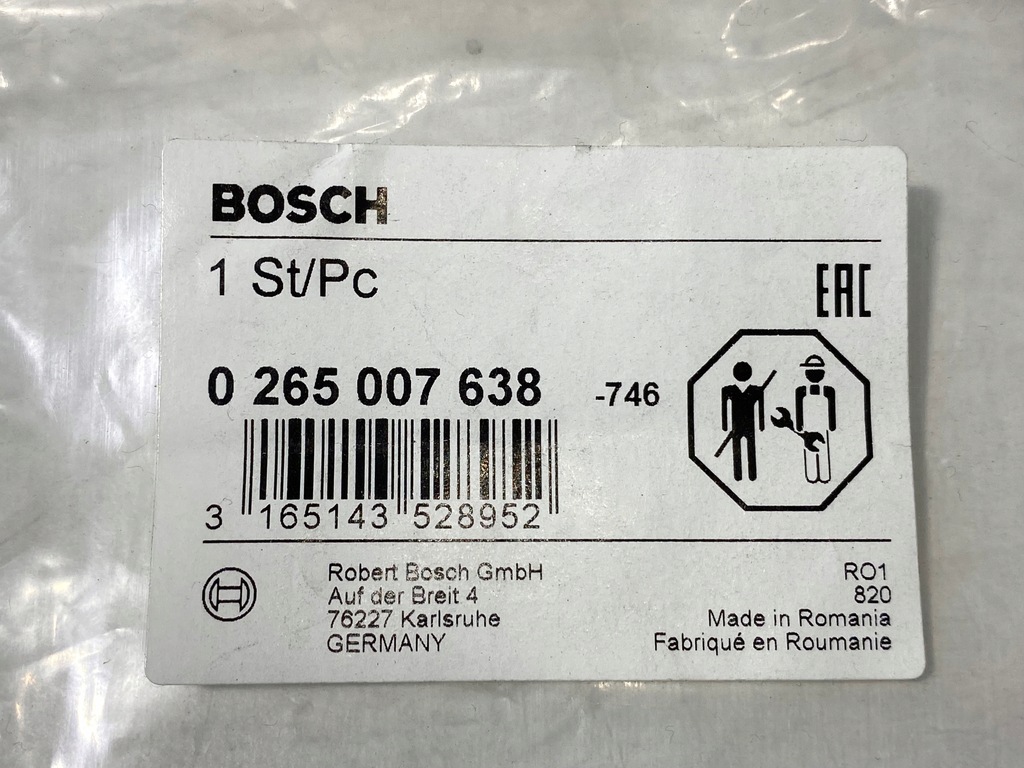 BOSCH
1 St/Pc
EAC
0 265 007 638 -746
3 165143 528952
Robert Bosch GmbH
Auf der Breit 4
76227 Karlsruhe
GERMANY
RO1
820
Made in Romania
Fabriqué en Roumanie